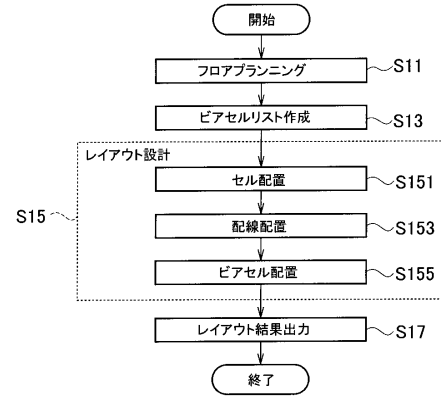 開始
フロアプランニング
S11
ビアセルリスト作成
S13
レイアウト設計
セル配置
S151
S15
配線配置
S153
ビアセル配置
S155
レイアウト結果出力
S17
終了